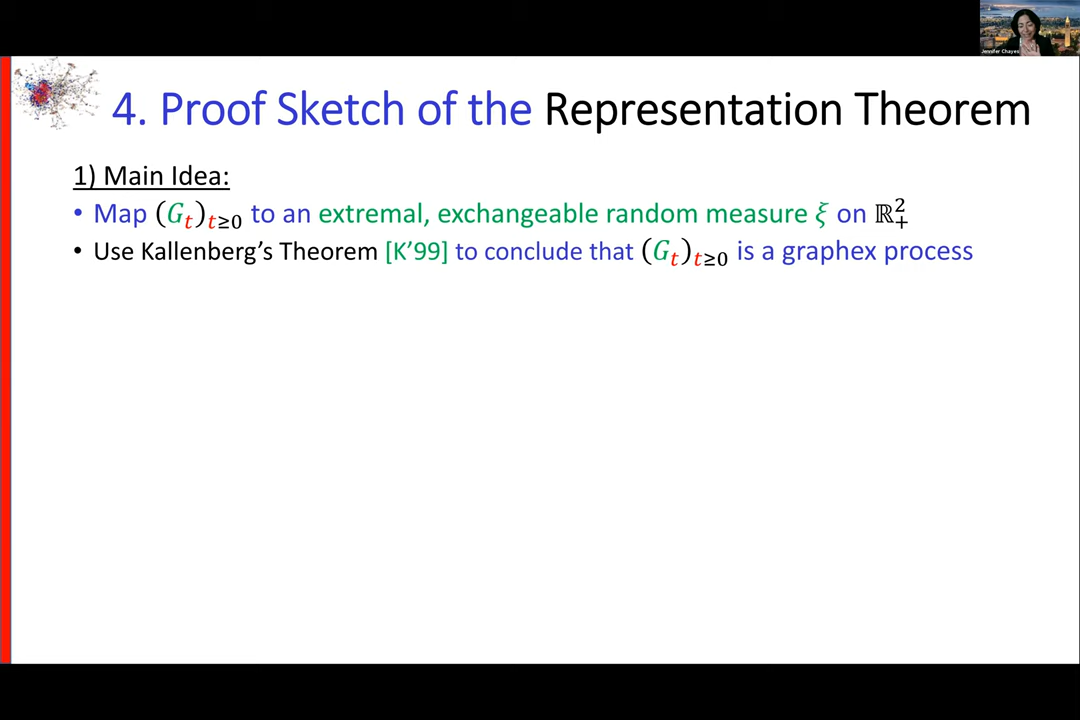 Jennifer Chayes
4. Proof Sketch of the Representation Theorem
1) Main Idea:
• Map (G_t)_{t≥0} to an extremal, exchangeable random measure ξ on ℝ₊²
• Use Kallenberg’s Theorem [K’99] to conclude that (G_t)_{t≥0} is a graphex process